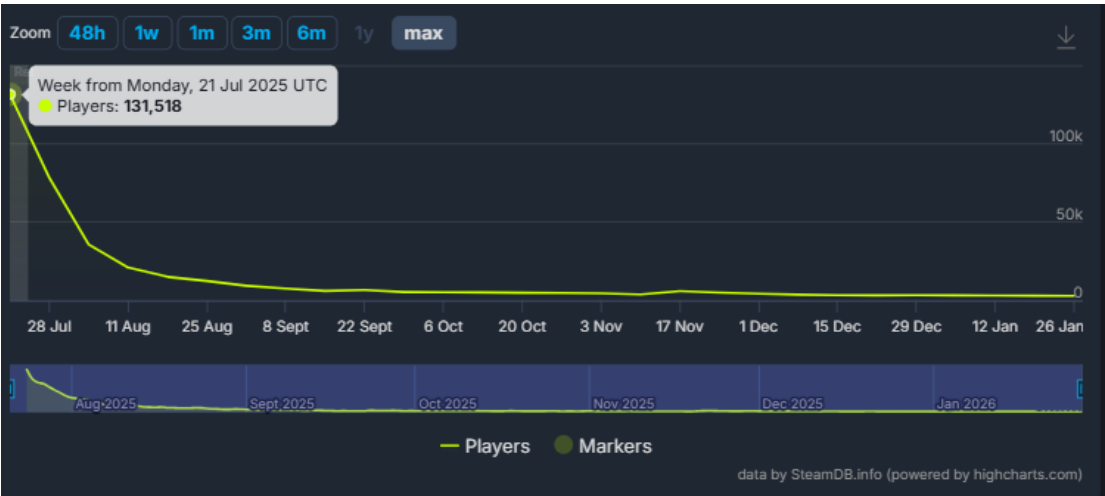 Zoom 48h 1w 1m 3m 6m 1y max
Week from Monday, 21 Jul 2025 UTC
Players: 131,518
100k
50k
0
28 Jul 11 Aug 25 Aug 8 Sept 22 Sept 6 Oct 20 Oct 3 Nov 17 Nov 1 Dec 15 Dec 29 Dec 12 Jan 26 Jan
Aug 2025 Sept 2025 Oct 2025 Nov 2025 Dec 2025 Jan 2026
Players Markers
data by SteamDB.info (powered by highcharts.com)